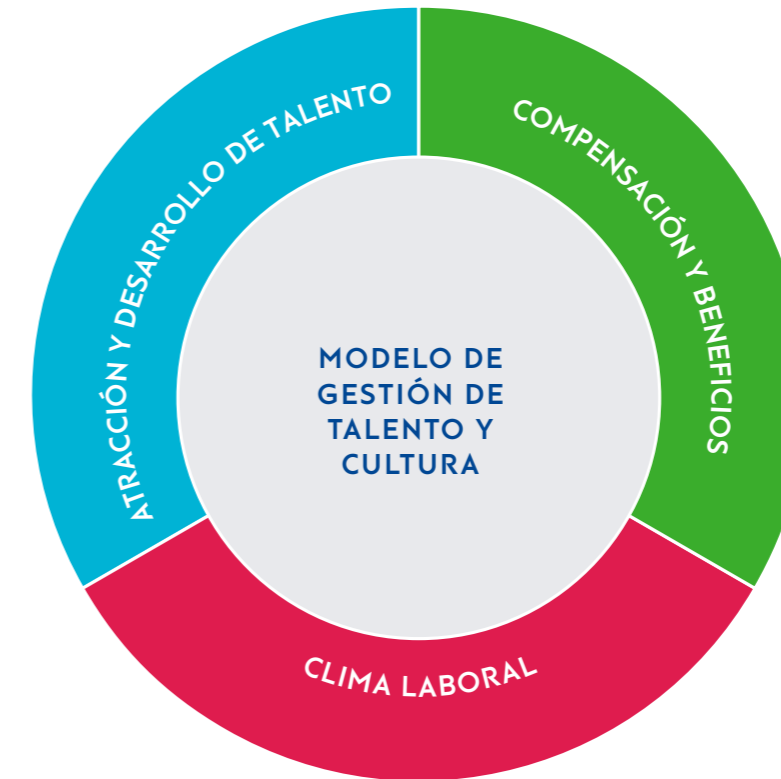 ATRACCIÓN Y DESARROLLO DE TALENTO
COMPENSACIÓN Y BENEFICIOS
MODELO DE
GESTIÓN DE
TALENTO Y
CULTURA
CLIMA LABORAL